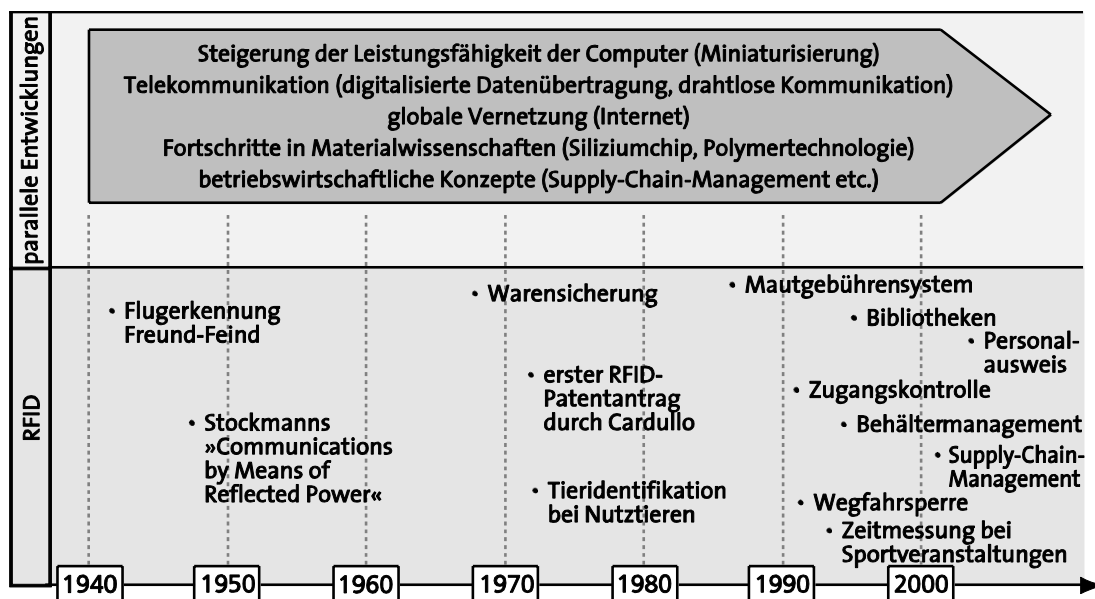 parallele Entwicklungen
Steigerung der Leistungsfähigkeit der Computer (Miniaturisierung)
Telekommunikation (digitalisierte Datenübertragung, drahtlose Kommunikation)
globale Vernetzung (Internet)
Fortschritte in Materialwissenschaften (Siliziumchip, Polymertechnologie)
betriebswirtschaftliche Konzepte (Supply-Chain-Management etc.)
RFID
• Flugerkennung
Freund-Feind
• Stockmanns
»Communications
by Means of
Reflected Power«
• Warensicherung
• erster RFID-
Patentantrag
durch Cardullo
• Tieridentifikation
bei Nutztieren
• Mautgebührensystem
• Bibliotheken
• Personal-
ausweis
• Zugangskontrolle
• Behältermanagement
• Supply-Chain-
Management
• Wegfahrsperre
• Zeitmessung bei
Sportveranstaltungen
1940 1950 1960 1970 1980 1990 2000